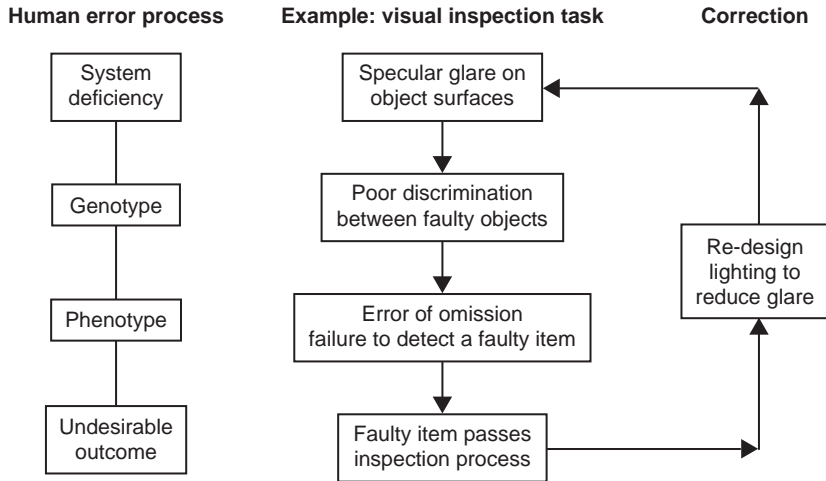 Human error process
Example: visual inspection task
Correction
System
deficiency
Genotype
Phenotype
Undesirable
outcome
Specular glare on
object surfaces
Poor discrimination
between faulty objects
Error of omission
failure to detect a faulty item
Faulty item passes
inspection process
Re-design
lighting to
reduce glare